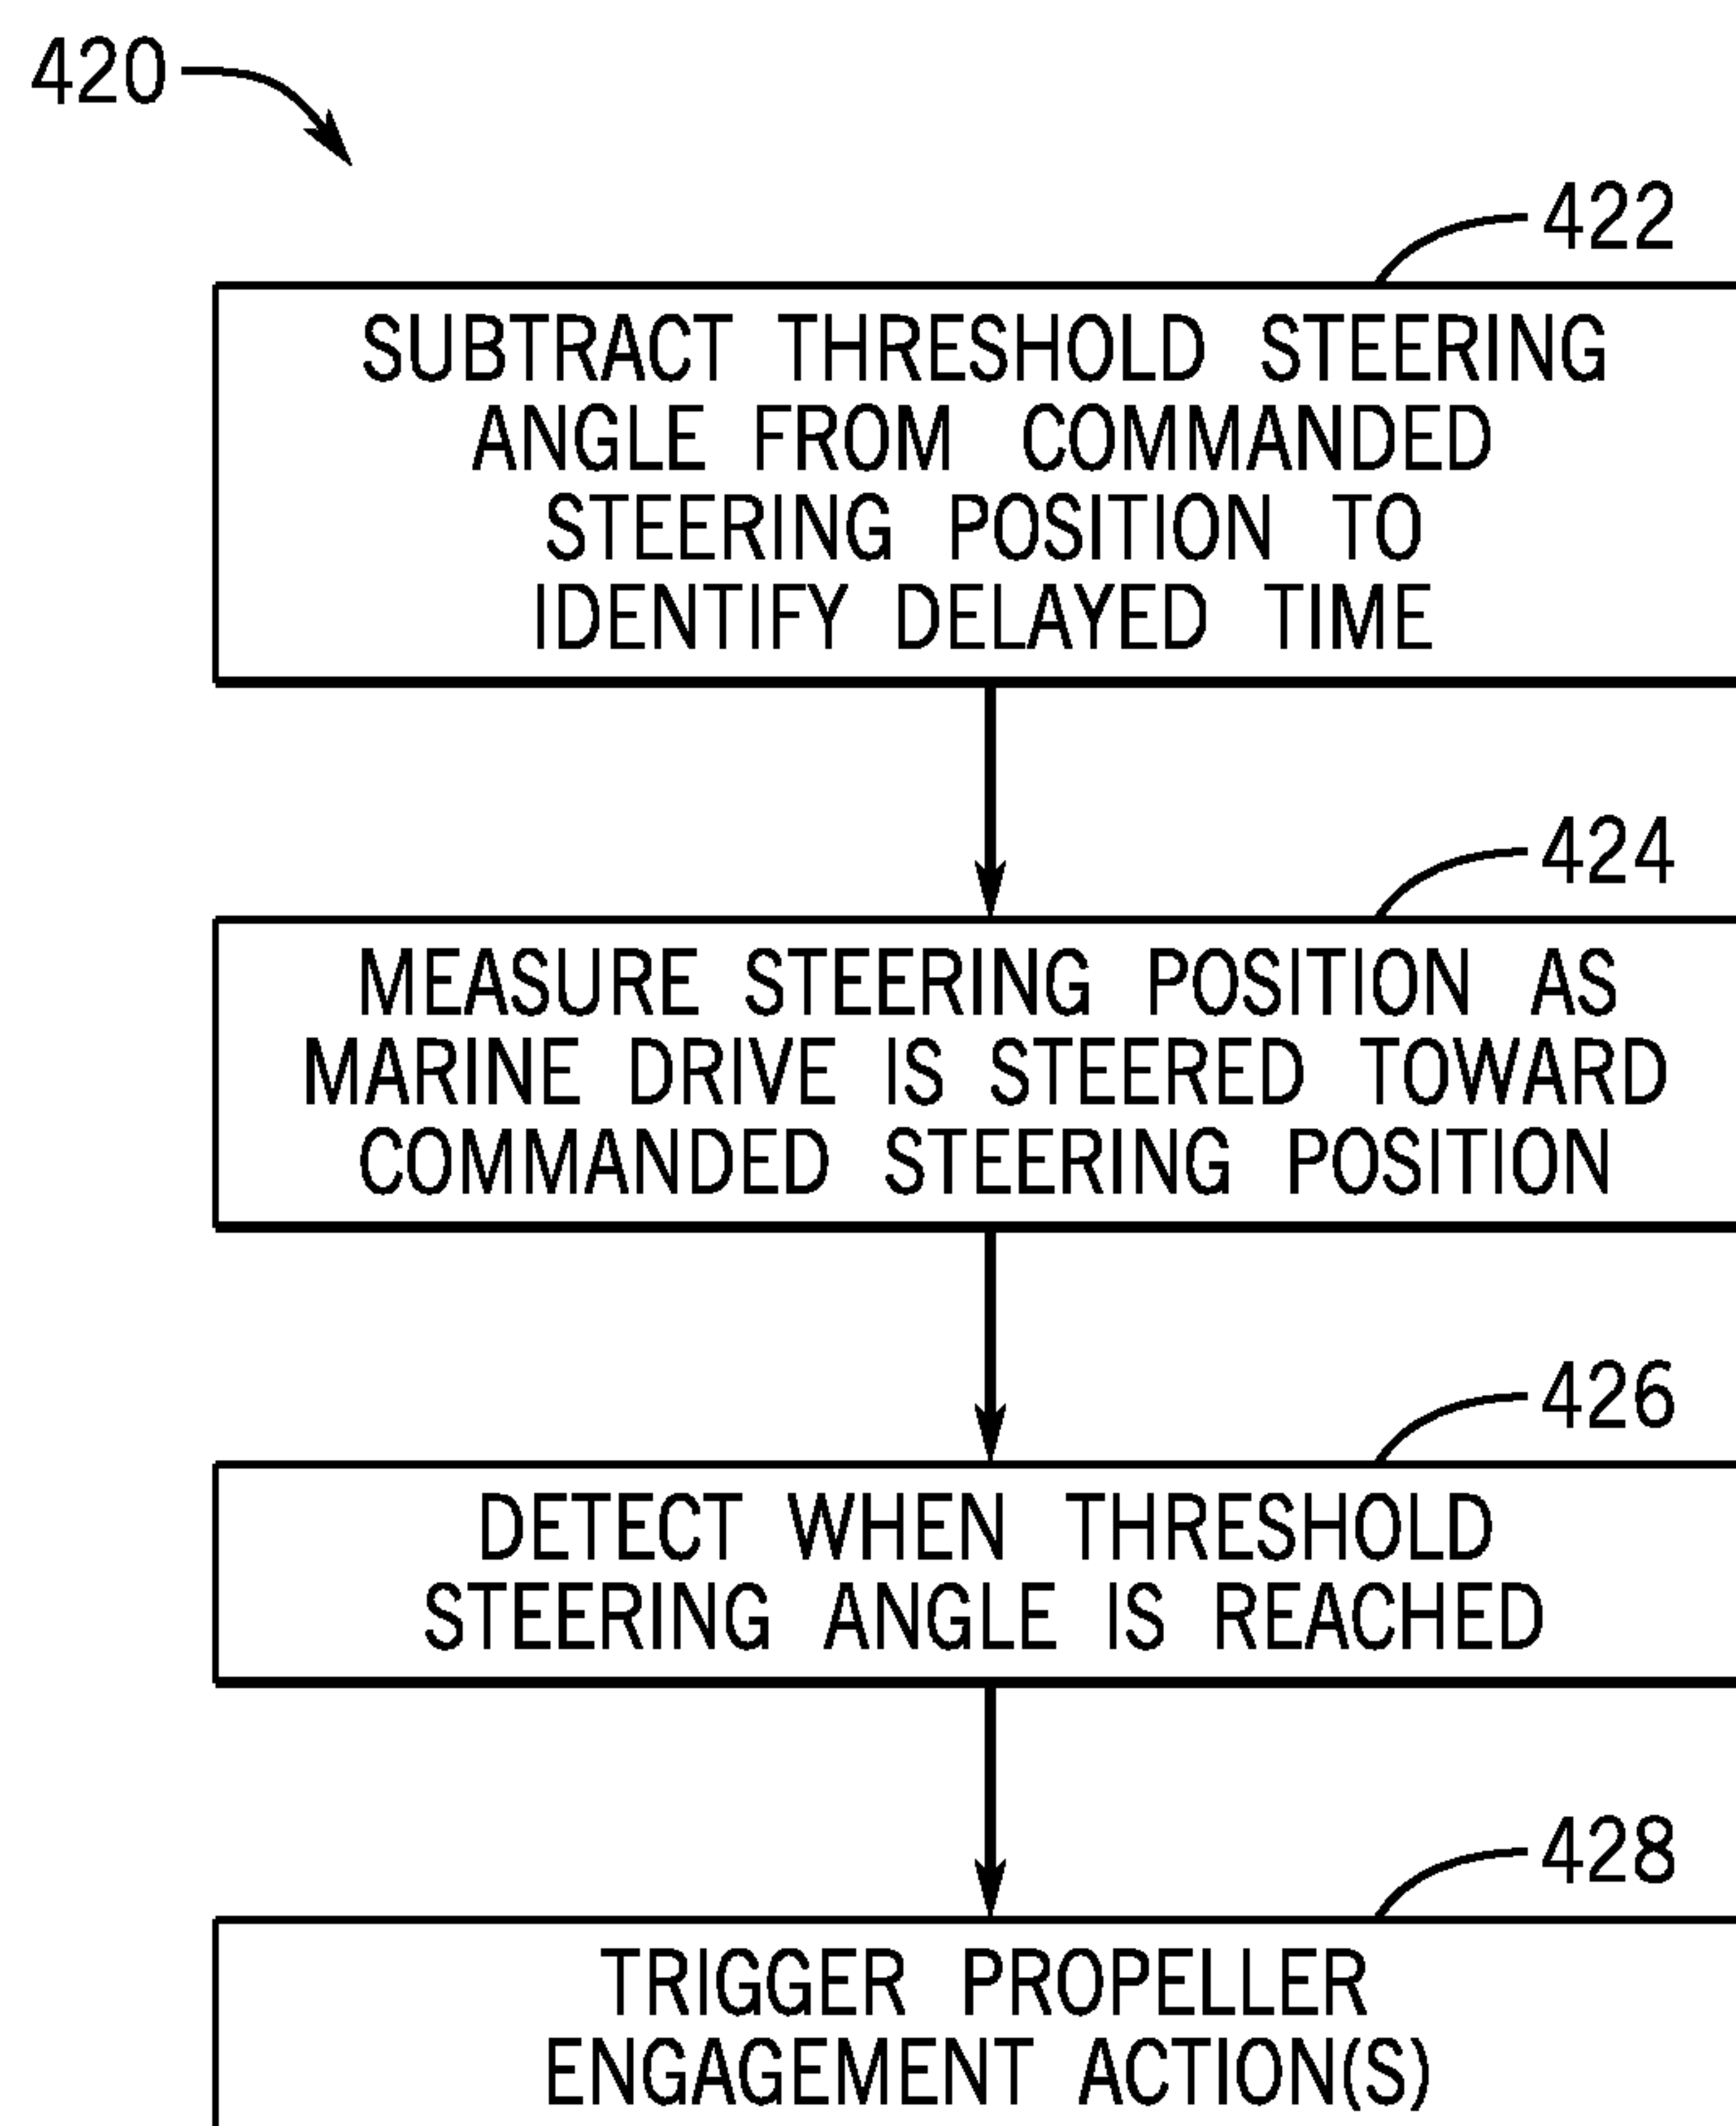 420
422
SUBTRACT THRESHOLD STEERING
ANGLE FROM COMMANDED
STEERING POSITION TO
IDENTIFY DELAYED TIME
424
MEASURE STEERING POSITION AS
MARINE DRIVE IS STEERED TOWARD
COMMANDED STEERING POSITION
426
DETECT WHEN THRESHOLD
STEERING ANGLE IS REACHED
428
TRIGGER PROPELLER
ENGAGEMENT ACTION(S)